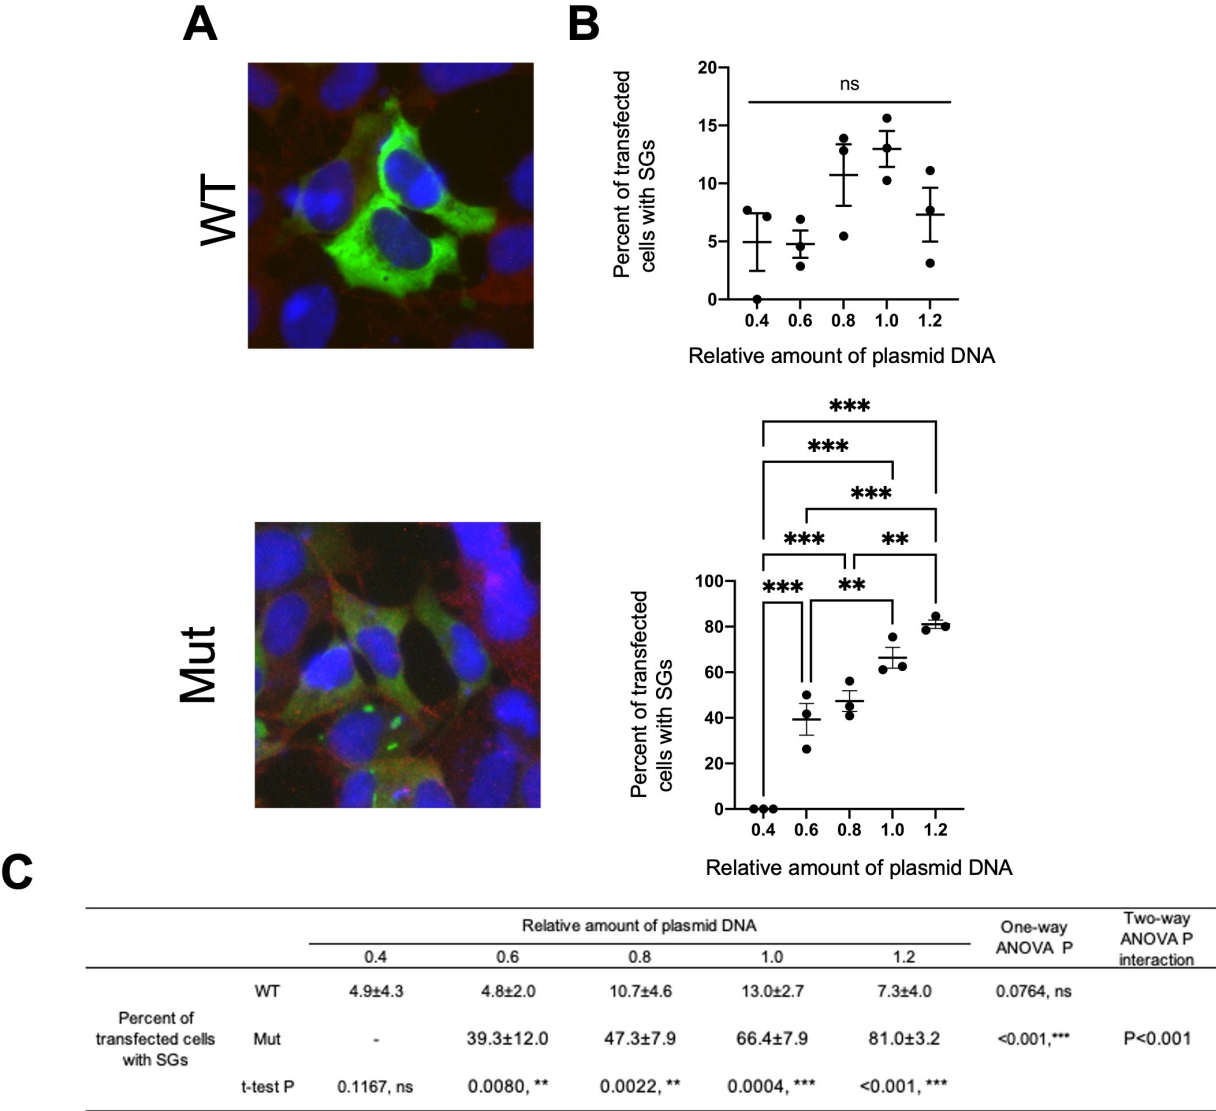 A
B
WT
Percent of transfected
cells with SGs
20
15
10
5
0
ns
0.4 0.6 0.8 1.0 1.2
Relative amount of plasmid DNA
Mut
Percent of transfected
cells with SGs
***
***
***
*** **
*** **
100
80
60
40
20
0
0.4 0.6 0.8 1.0 1.2
Relative amount of plasmid DNA
C
Relative amount of plasmid DNA
One-way
ANOVA P
Two-way
ANOVA P
interaction
0.4 0.6 0.8 1.0 1.2
Percent of
transfected cells
with SGs
WT 4.9±4.3 4.8±2.0 10.7±4.6 13.0±2.7 7.3±4.0 0.0764, ns
Mut - 39.3±12.0 47.3±7.9 66.4±7.9 81.0±3.2 <0.001,*** P<0.001
t-test P 0.1167, ns 0.0080, ** 0.0022, ** 0.0004, *** <0.001, ***